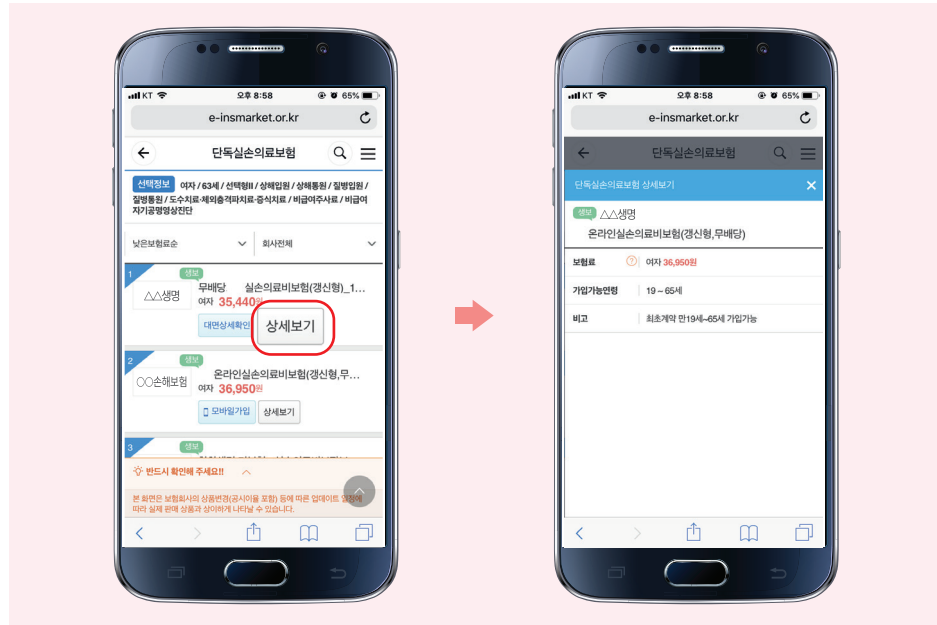 KT 오후 8:58 65%
e-insmarket.or.kr
단독실손의료보험
선택정보 여자 / 63세 / 선택형II / 상해입원 / 상해통원 / 질병입원 /
질병통원 / 도수치료·체외충격파치료·증식치료 / 비급여주사료 / 비급여
자기공명영상진단
낮은보험료순 회사전체
1 생보
△△생명 무배당 실손의료비보험(갱신형)_1...
여자 35,440원
대면상세확인 상세보기
2 생보
○○손해보험 온라인실손의료비보험(갱신형,무...
여자 36,950원
모바일가입 상세보기
3 생보
반드시 확인해 주세요!!
본 화면은 보험회사의 상품변경(공시이율 포함) 등에 따른 업데이트 일정에
따라 실제 판매 상품과 상이하게 나타날 수 있습니다.
KT 오후 8:58 65%
e-insmarket.or.kr
단독실손의료보험
단독실손의료보험 상세보기
생보 △△생명
온라인실손의료비보험(갱신형,무배당)
보험료 여자 36,950원
가입가능연령 19 ~ 65세
비고 최초계약 만19세~65세 가입가능